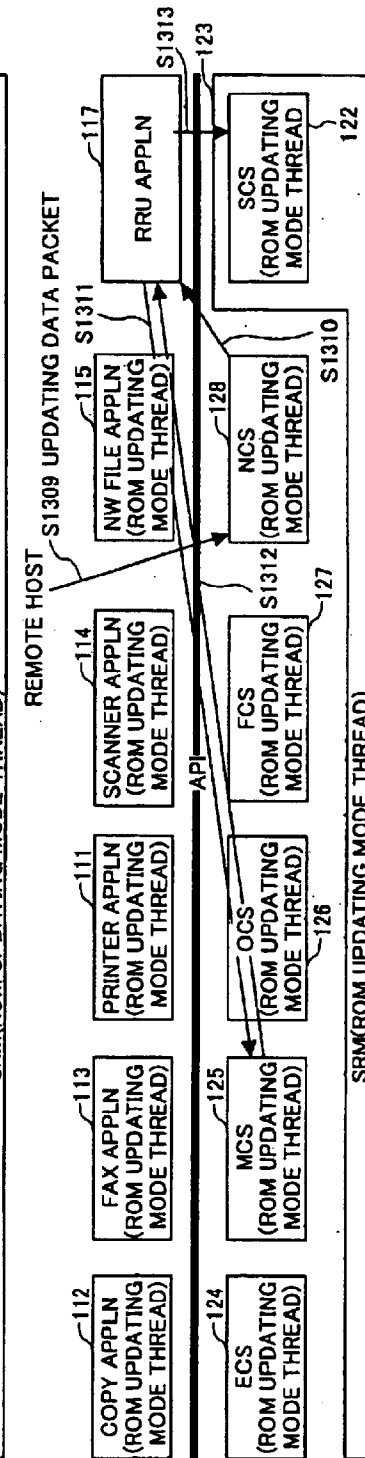 REMOTE HOST
S1309 UPDATING DATA PACKET
112
COPY APPLN
(ROM UPDATING
MODE THREAD)
113
FAX APPLN
(ROM UPDATING
MODE THREAD)
111
PRINTER APPLN
(ROM UPDATING
MODE THREAD)
114
SCANNER APPLN
(ROM UPDATING
MODE THREAD)
115
NW FILE APPLN
(ROM UPDATING
MODE THREAD)
S1311
117
RRU APPLN
S1313
API
S1312
123
124
ECS
(ROM UPDATING
MODE THREAD)
125
MCS
(ROM UPDATING
MODE THREAD)
OCS
(ROM UPDATING
MODE THREAD)
126
FCS
(ROM UPDATING
MODE THREAD)
127
128
NCS
(ROM UPDATING
MODE THREAD)
S1310
SCS
(ROM UPDATING
MODE THREAD)
122
SRM(ROM UPDATING MODE THREAD)